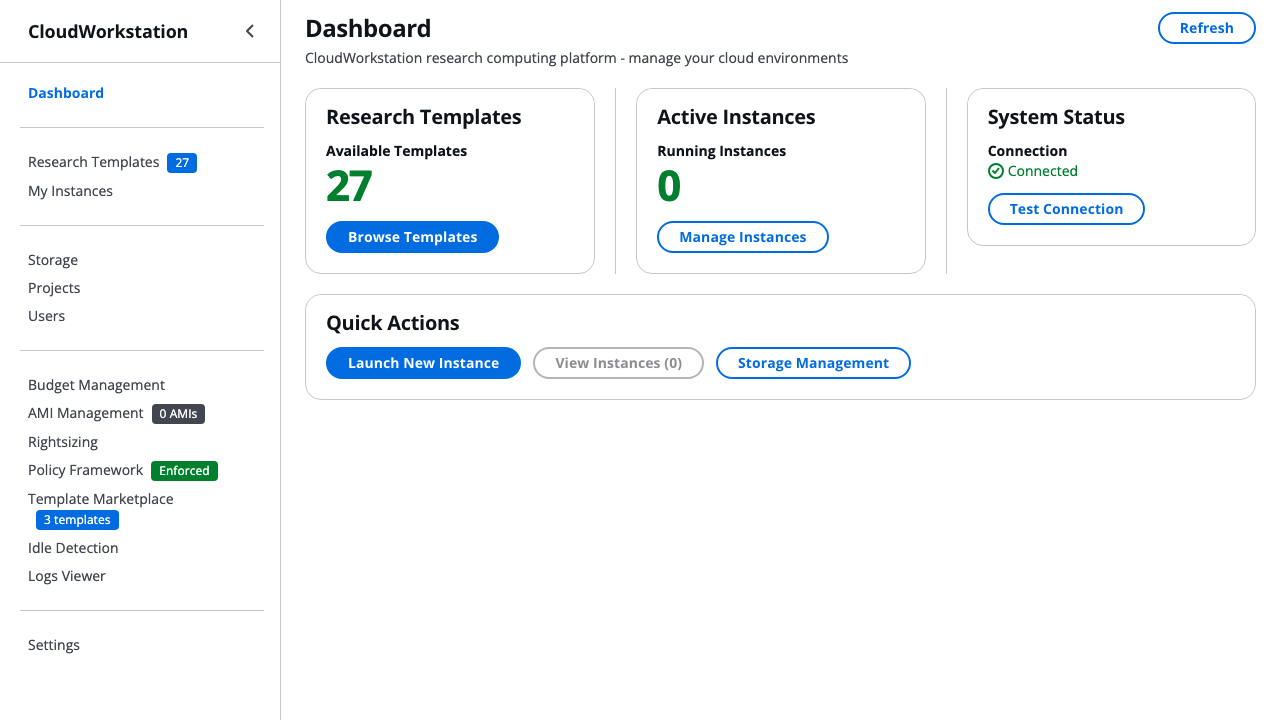 CloudWorkstation
Dashboard
Research Templates 27
My Instances
Storage
Projects
Users
Budget Management
AMI Management 0 AMIs
Rightsizing
Policy Framework Enforced
Template Marketplace
3 templates
Idle Detection
Logs Viewer
Settings
Dashboard
Refresh
CloudWorkstation research computing platform - manage your cloud environments
Research Templates
Available Templates
27
Browse Templates
Active Instances
Running Instances
0
Manage Instances
System Status
Connection
Connected
Test Connection
Quick Actions
Launch New Instance
View Instances (0)
Storage Management